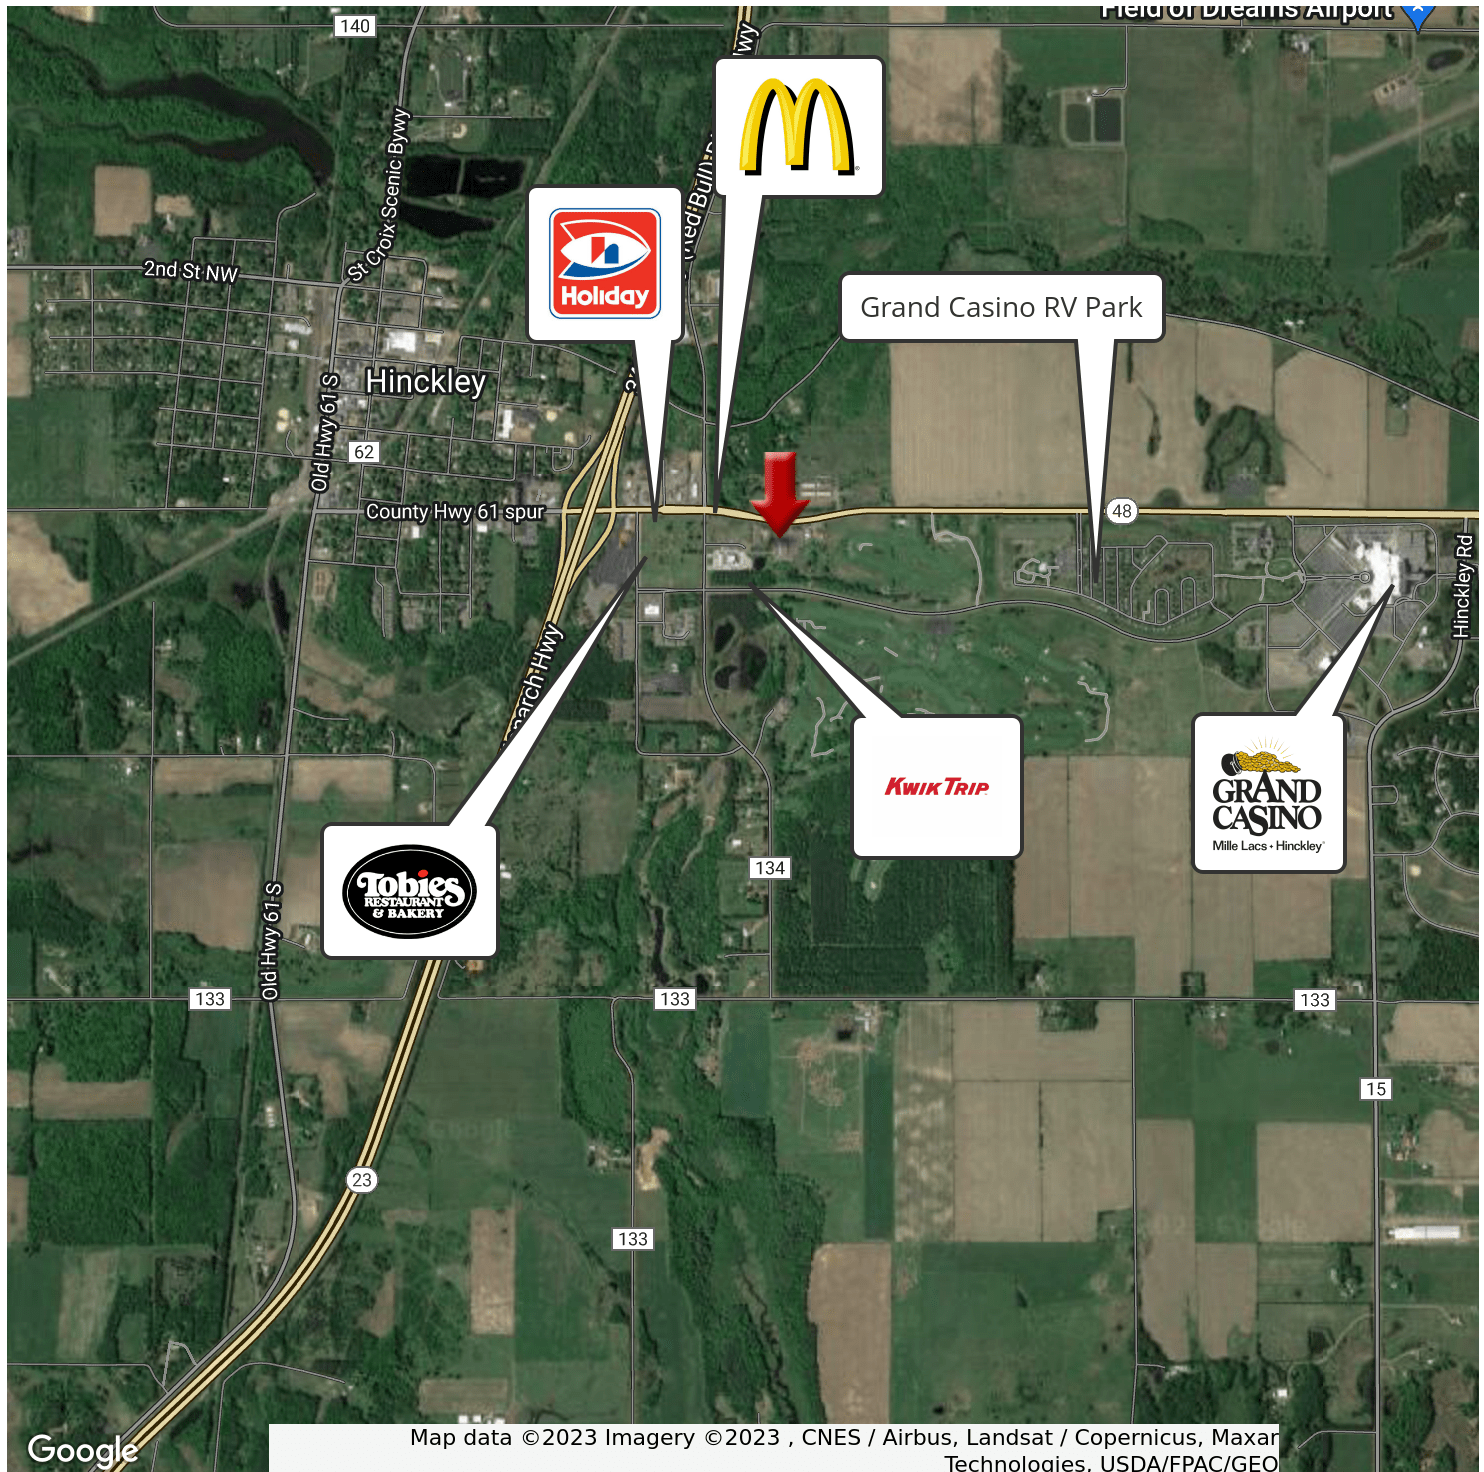 140
Field of Dreams Airport
St Croix Scenic Bywy
Holiday
2nd St NW
Grand Casino RV Park
Hinckley
Old Hwy 61 S
62
County Hwy 61 spur
48
Hinckley Rd
KWIK TRIP
GRAND
CASINO
Mille Lacs • Hinckley
Tobies
RESTAURANT
& BAKERY
134
Old Hwy 61 S
133
133
133
15
23
133
Google
Map data ©2023 Imagery ©2023 , CNES / Airbus, Landsat / Copernicus, Maxar
Technologies, USDA/FPAC/GEO